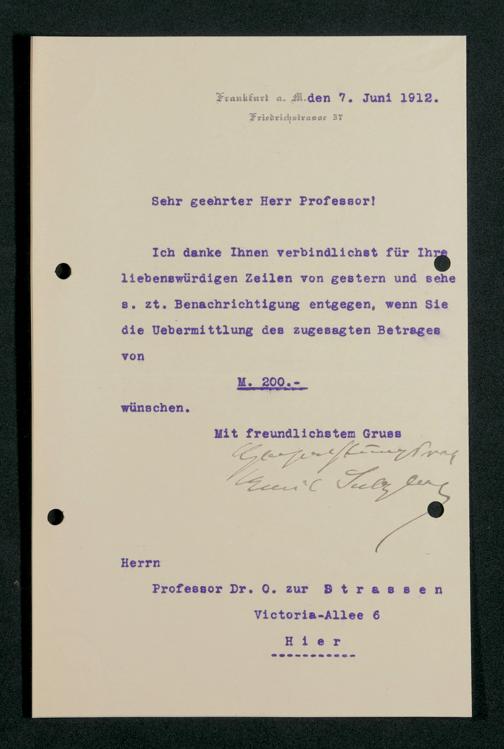 Frankfurt a. M. den 7. Juni 1912.
Friedrichstrasse 37
Sehr geehrter Herr Professor!
Ich danke Ihnen verbindlichst für Ihre
liebenswürdigen Zeilen von gestern und sehe
s. zt. Benachrichtigung entgegen, wenn Sie
die Uebermittlung des zugesagten Betrages
von
M. 200.-
wünschen.
Mit freundlichstem Gruss
Emil Sulzbach
Herrn
Professor Dr. O. zur Strassen
Victoria-Allee 6
Hier